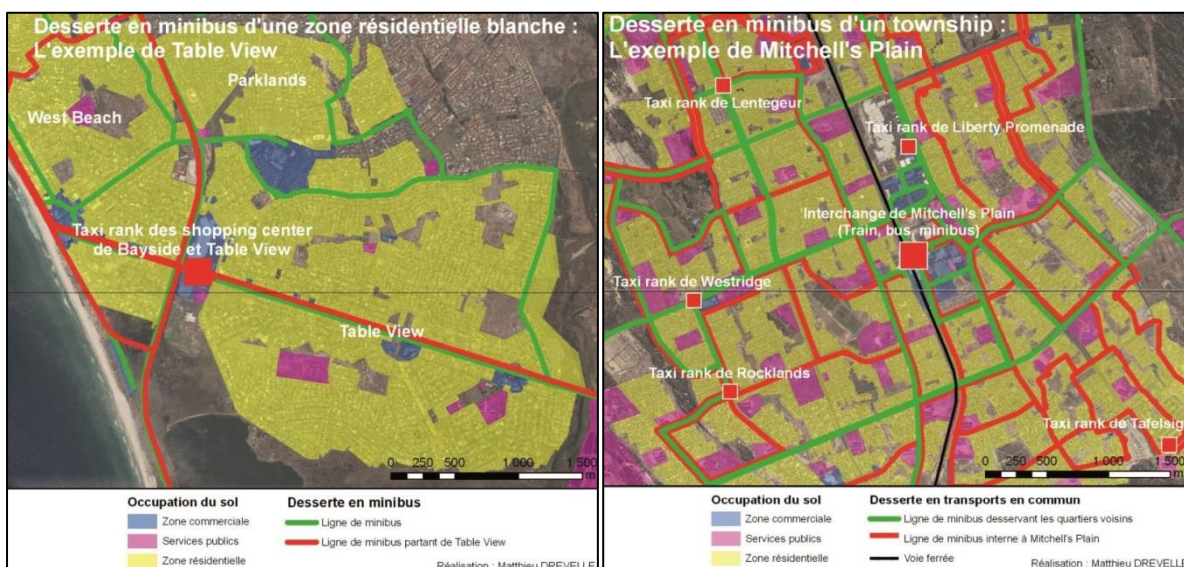 Desserte en minibus d'une zone résidentielle blanche :
L'exemple de Table View
Parklands
West Beach
Taxi rank des shopping center
de Bayside et Table View
Table View
0 250 500 1 000 1 500
m
Occupation du sol
Zone commerciale
Services publics
Zone résidentielle
Desserte en minibus
Ligne de minibus
Ligne de minibus partant de Table View
Réalisation : Matthieu DREVELLE
Desserte en minibus d'un township :
L'exemple de Mitchell's Plain
Taxi rank de Lentegeur
Taxi rank de Liberty Promenade
Interchange de Mitchell's Plain
(Train, bus, minibus)
Taxi rank de Westridge
Taxi rank de Rocklands
Taxi rank de Tafelsig
0 250 500 1 000 1 500
m
Occupation du sol
Zone commerciale
Services publics
Zone résidentielle
Desserte en transports en commun
Ligne de minibus desservant les quartiers voisins
Ligne de minibus interne à Mitchell's Plain
Voie ferrée
Réalisation : Matthieu DREVELLE